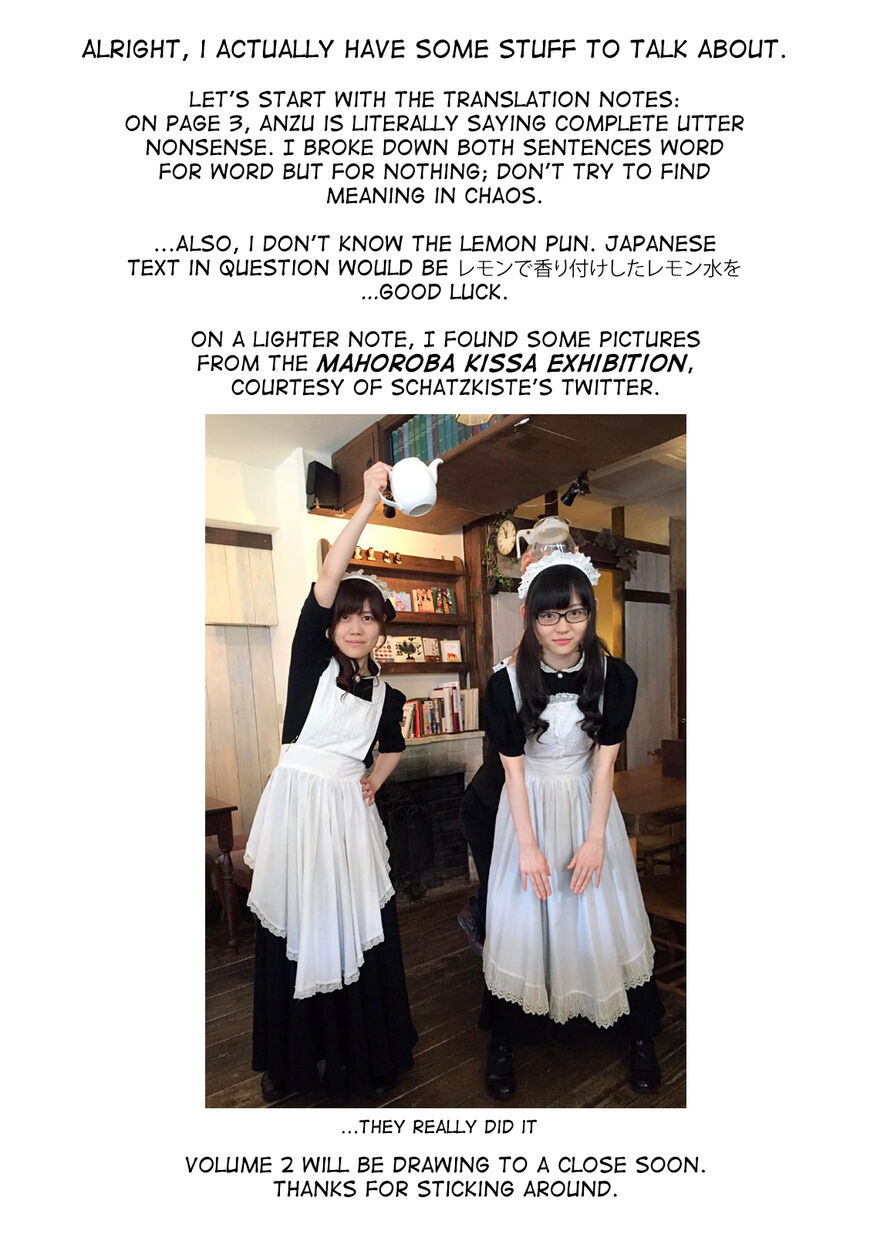 ALRIGHT, I ACTUALLY HAVE SOME STUFF TO TALK ABOUT.
LET'S START WITH THE TRANSLATION NOTES:
ON PAGE 3, ANZU IS LITERALLY SAYING COMPLETE UTTER
NONSENSE. I BROKE DOWN BOTH SENTENCES WORD
FOR WORD BUT FOR NOTHING; DON'T TRY TO FIND
MEANING IN CHAOS.
...ALSO, I DON'T KNOW THE LEMON PUN. JAPANESE
TEXT IN QUESTION WOULD BE レモンで香り付けしたレモン水を
...GOOD LUCK.
ON A LIGHTER NOTE, I FOUND SOME PICTURES
FROM THE MAHOROBA KISSA EXHIBITION,
COURTESY OF SCHATZKISTE'S TWITTER.
...THEY REALLY DID IT
VOLUME 2 WILL BE DRAWING TO A CLOSE SOON.
THANKS FOR STICKING AROUND.